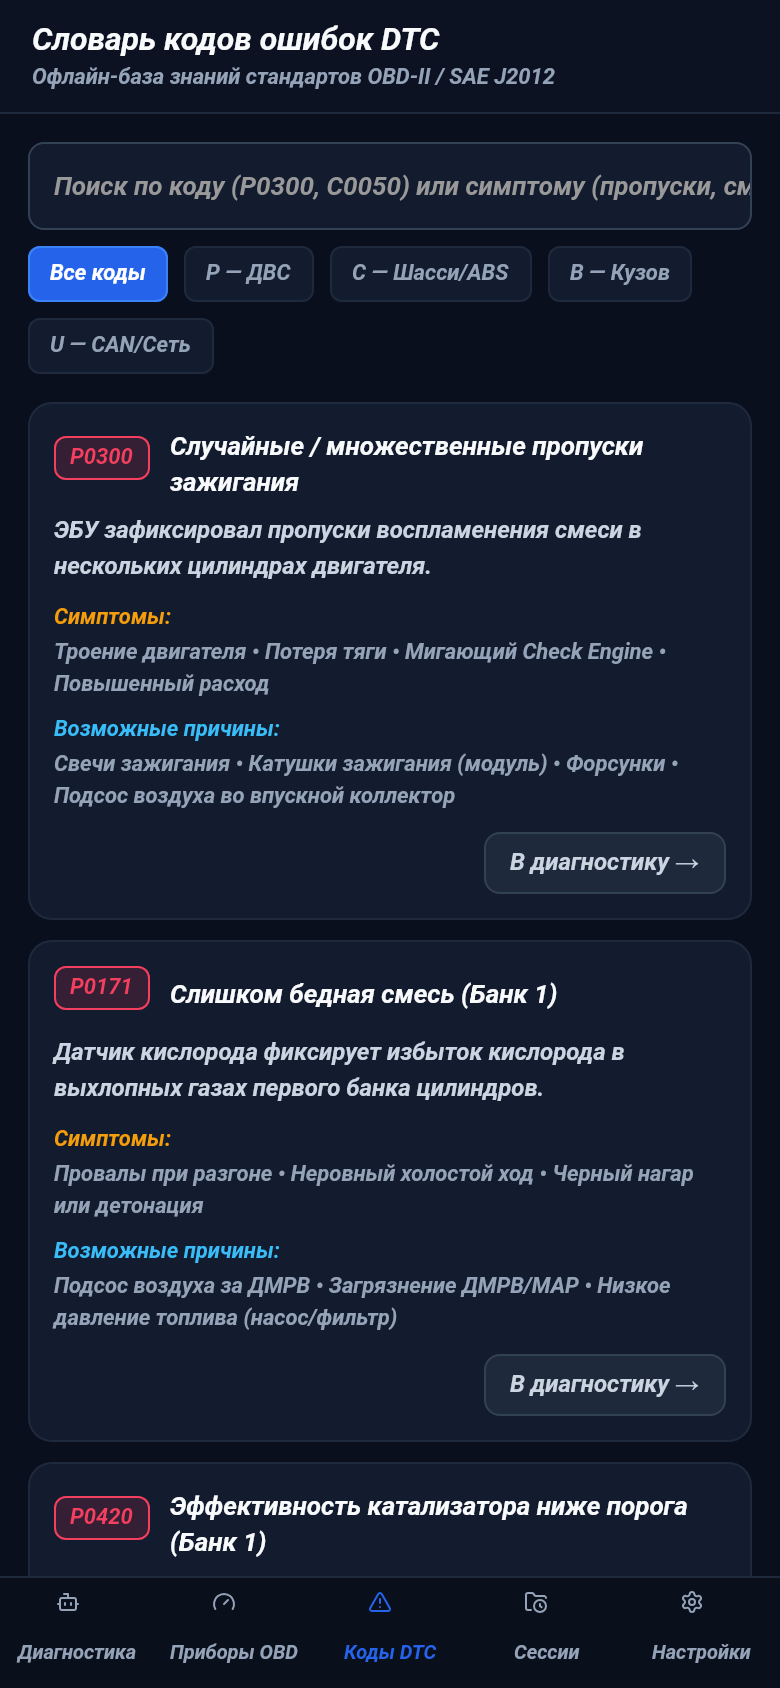 Словарь кодов ошибок DTC
Офлайн-база знаний стандартов OBD-II / SAE J2012
Поиск по коду (P0300, C0050) или симптому (пропуски, см
Все коды
P — ДВС
C — Шасси/ABS
B — Кузов
U — CAN/Сеть
P0300
Случайные / множественные пропуски
зажигания
ЭБУ зафиксировал пропуски воспламенения смеси в
нескольких цилиндрах двигателя.
Симптомы:
Троение двигателя • Потеря тяги • Мигающий Check Engine •
Повышенный расход
Возможные причины:
Свечи зажигания • Катушки зажигания (модуль) • Форсунки •
Подсос воздуха во впускной коллектор
В диагностику →
P0171
Слишком бедная смесь (Банк 1)
Датчик кислорода фиксирует избыток кислорода в
выхлопных газах первого банка цилиндров.
Симптомы:
Провалы при разгоне • Неровный холостой ход • Черный нагар
или детонация
Возможные причины:
Подсос воздуха за ДМРВ • Загрязнение ДМРВ/MAP • Низкое
давление топлива (насос/фильтр)
В диагностику →
P0420
Эффективность катализатора ниже порога
(Банк 1)
Диагностика
Приборы OBD
Коды DTC
Сессии
Настройки